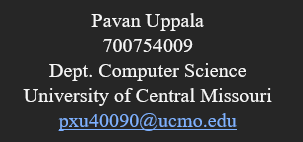 Pavan Uppala
700754009
Dept. Computer Science
University of Central Missouri
pxu40090@ucmo.edu